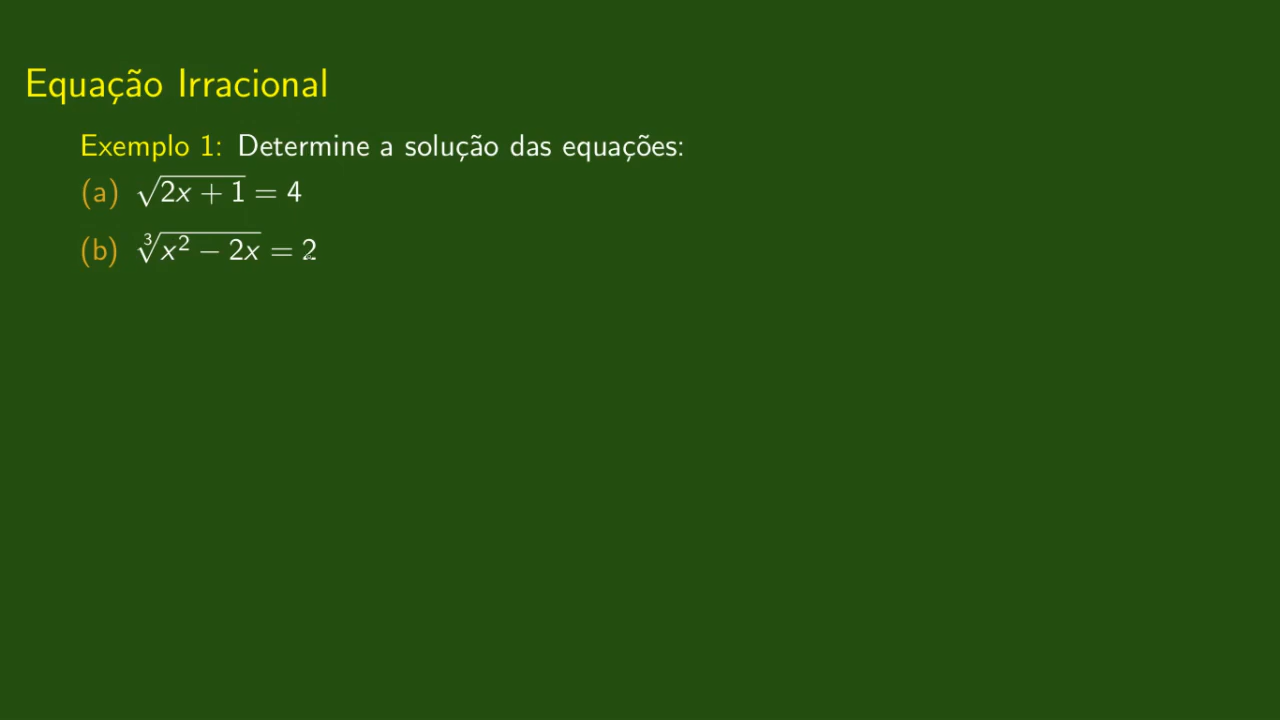 Equação Irracional
Exemplo 1: Determine a solução das equações:
(a) √(2x + 1) = 4
(b) ∛(x² − 2x) = 2